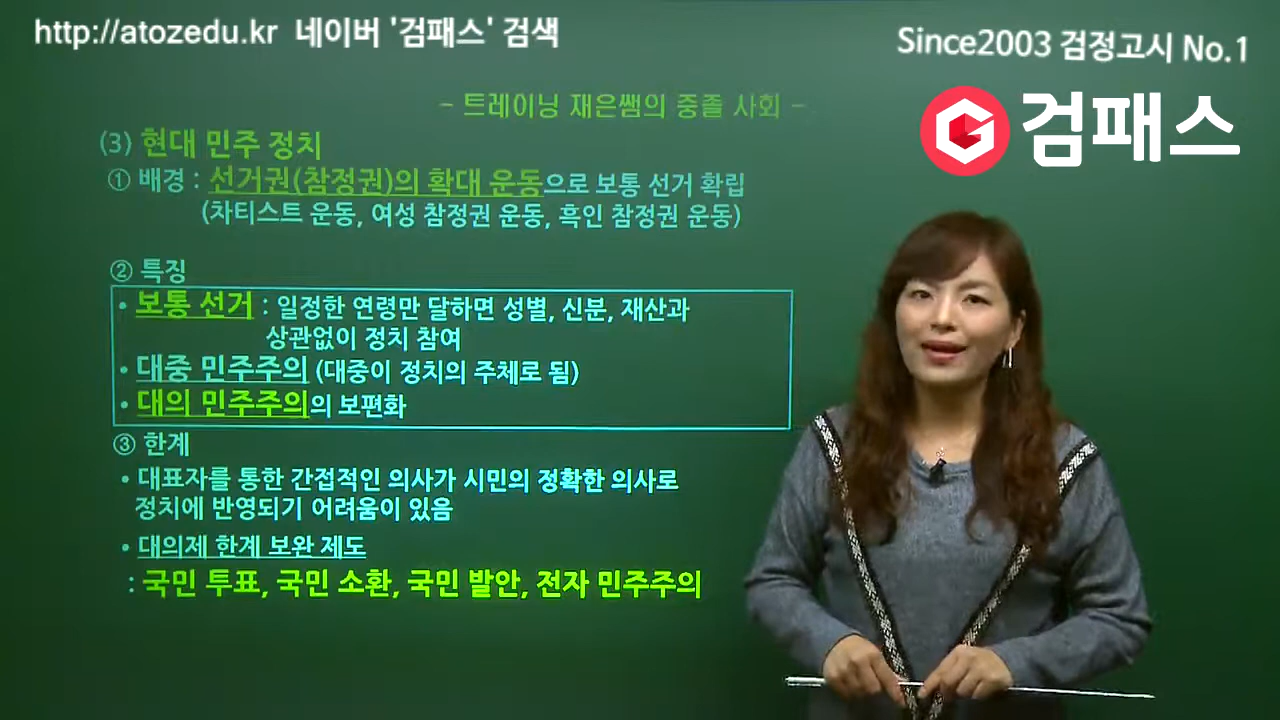 http://atozedu.kr 네이버 '검패스' 검색
Since2003 검정고시 No.1
검패스
- 트레이닝 재은쌤의 중졸 사회 -
(3) 현대 민주 정치
① 배경 : 선거권(참정권)의 확대 운동으로 보통 선거 확립
(차티스트 운동, 여성 참정권 운동, 흑인 참정권 운동)
② 특징
• 보통 선거 : 일정한 연령만 달하면 성별, 신분, 재산과
상관없이 정치 참여
• 대중 민주주의 (대중이 정치의 주체로 됨)
• 대의 민주주의의 보편화
③ 한계
• 대표자를 통한 간접적인 의사가 시민의 정확한 의사로
정치에 반영되기 어려움이 있음
• 대의제 한계 보완 제도
: 국민 투표, 국민 소환, 국민 발안, 전자 민주주의